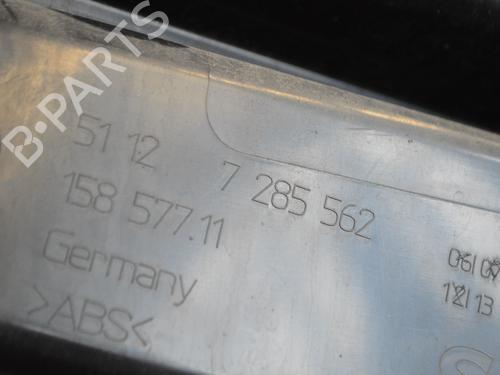 B-PARTS
51 12 7 285 562
158 577.11
Germany
>ABS<
12/13